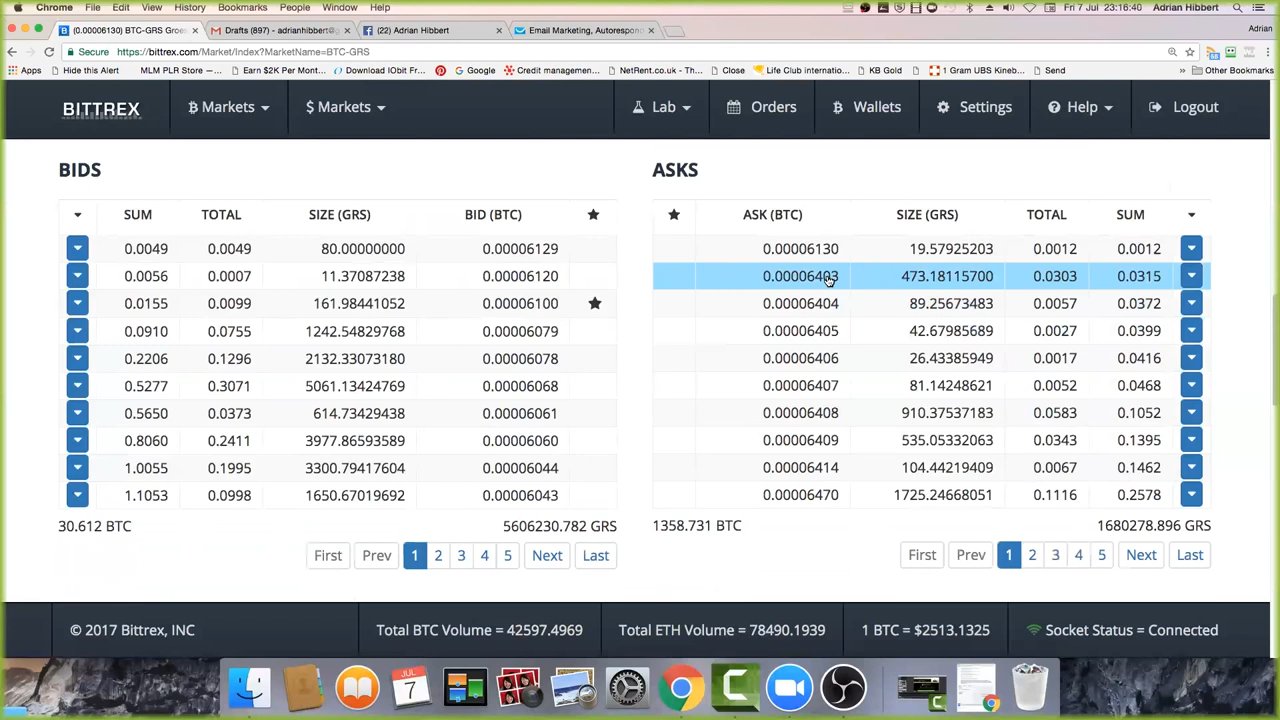 Chrome File Edit View History Bookmarks People Window Help Fri 7 Jul 23:16:40 Adrian Hibbert
(0.00006130) BTC-GRS Groe Drafts (897) - adrianhibbert@ (22) Adrian Hibbert Email Marketing, Autorespon Adrian
Secure https://bittrex.com/Market/Index?MarketName=BTC-GRS
Apps Hide this Alert MLM PLR Store —... Earn $2K Per Mont... Download IObit Fr... Google Credit managemen... NetRent.co.uk - Th... Close Life Club internatio... KB Gold 1 Gram UBS Kineb... Send » Other Bookmarks
BITTREX Markets $ Markets Lab Orders Wallets Settings Help Logout
BIDS ASKS
SUM TOTAL SIZE (GRS) BID (BTC) ASK (BTC) SIZE (GRS) TOTAL SUM
0.0049 0.0049 80.00000000 0.00006129 0.00006130 19.57925203 0.0012 0.0012
0.0056 0.0007 11.37087238 0.00006120 0.00006403 473.18115700 0.0303 0.0315
0.0155 0.0099 161.98441052 0.00006100 0.00006404 89.25673483 0.0057 0.0372
0.0910 0.0755 1242.54829768 0.00006079 0.00006405 42.67985689 0.0027 0.0399
0.2206 0.1296 2132.33073180 0.00006078 0.00006406 26.43385949 0.0017 0.0416
0.5277 0.3071 5061.13424769 0.00006068 0.00006407 81.14248621 0.0052 0.0468
0.5650 0.0373 614.73429438 0.00006061 0.00006408 910.37537183 0.0583 0.1052
0.8060 0.2411 3977.86593589 0.00006060 0.00006409 535.05332063 0.0343 0.1395
1.0055 0.1995 3300.79417604 0.00006044 0.00006414 104.44219409 0.0067 0.1462
1.1053 0.0998 1650.67019692 0.00006043 0.00006470 1725.24668051 0.1116 0.2578
30.612 BTC 5606230.782 GRS 1358.731 BTC 1680278.896 GRS
First Prev 1 2 3 4 5 Next Last First Prev 1 2 3 4 5 Next Last
© 2017 Bittrex, INC Total BTC Volume = 42597.4969 Total ETH Volume = 78490.1939 1 BTC = $2513.1325 Socket Status = Connected
JUL
7